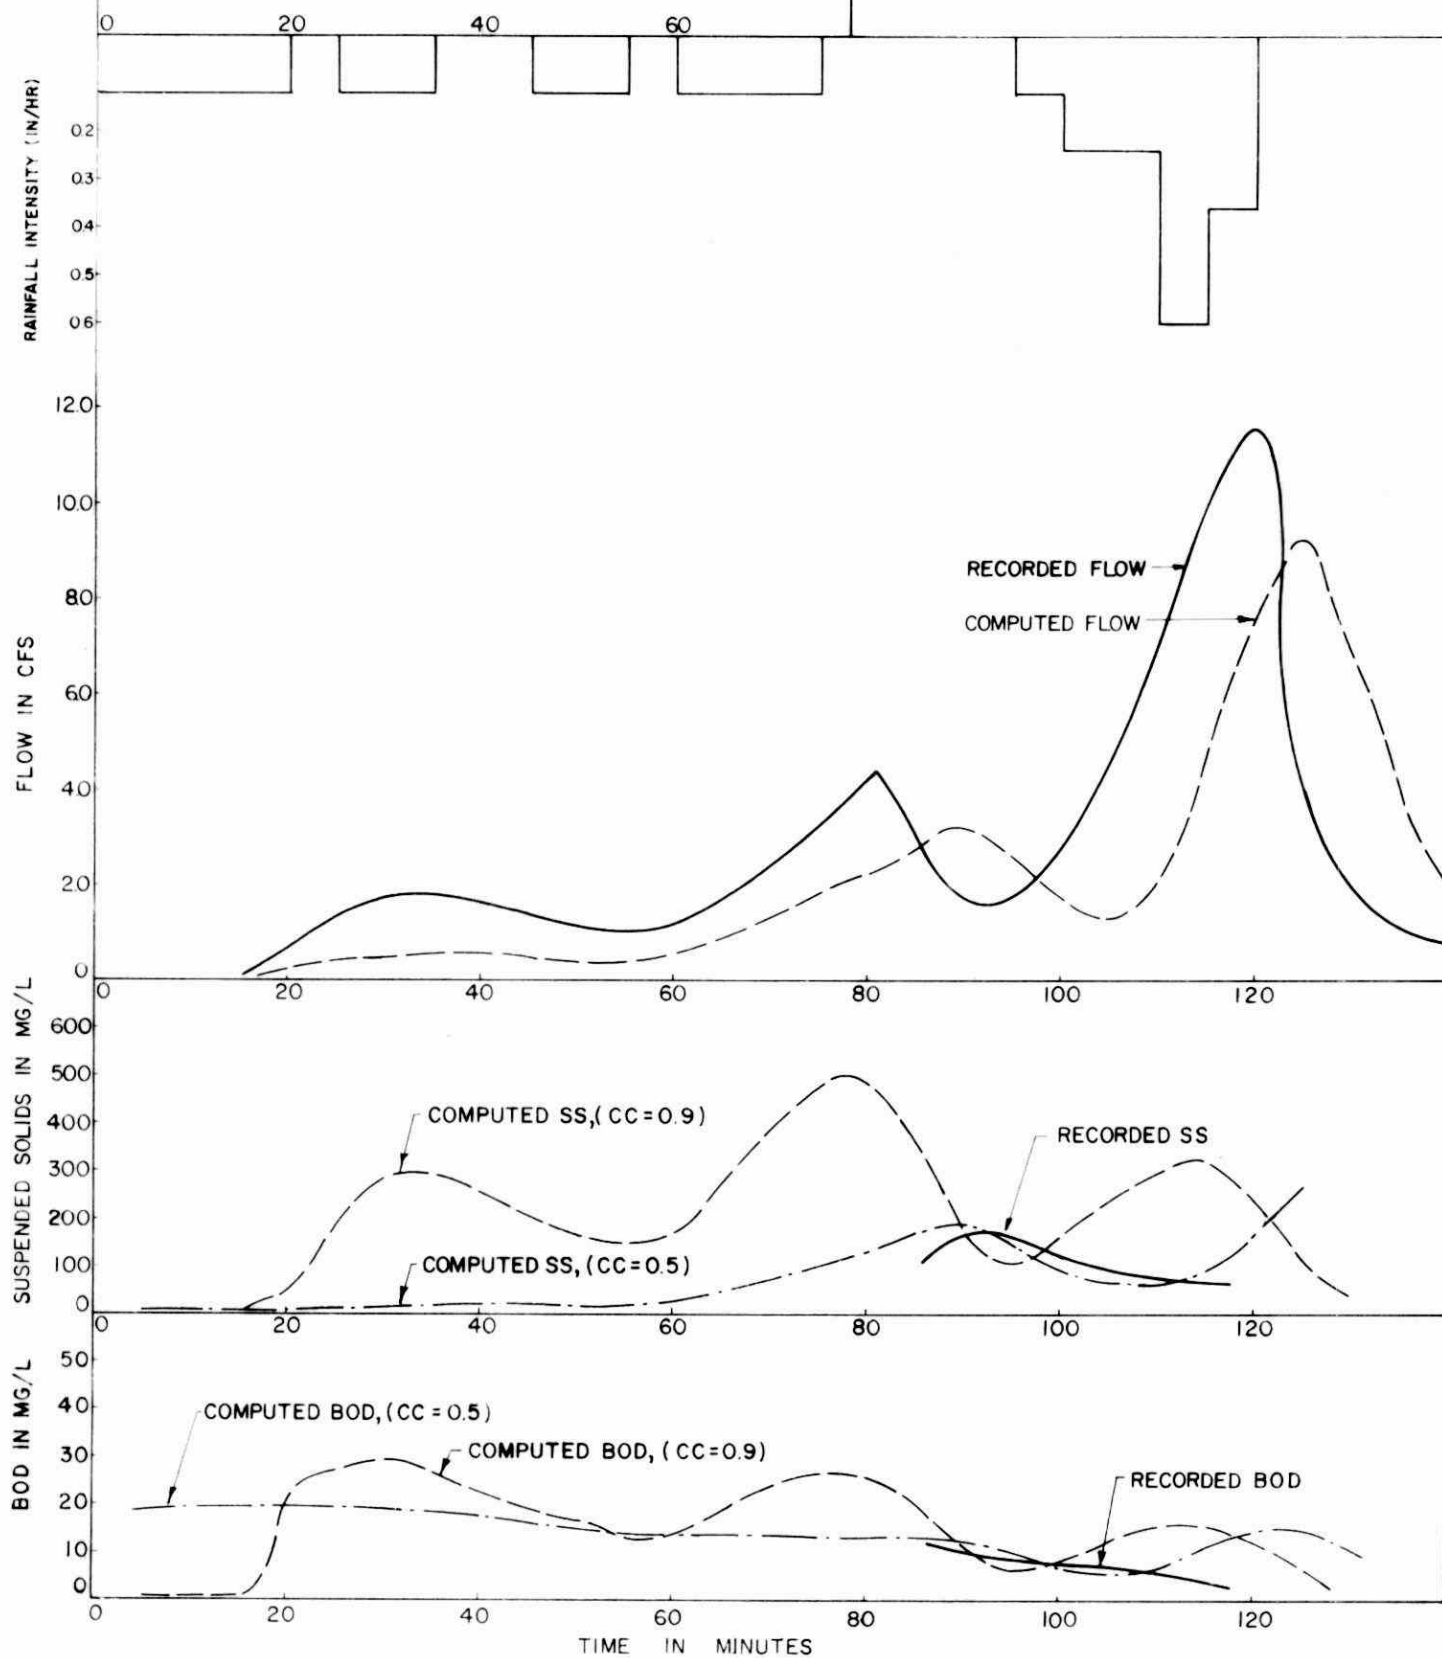 0 20 40 60
RAINFALL INTENSITY (IN/HR)
0.2
0.3
0.4
0.5
0.6
FLOW IN CFS
12.0
10.0
8.0
6.0
4.0
2.0
0
RECORDED FLOW
COMPUTED FLOW
0 20 40 60 80 100 120
SUSPENDED SOLIDS IN MG/L
600
500
400
300
200
100
0
COMPUTED SS,(CC=0.9)
RECORDED SS
COMPUTED SS, (CC=0.5)
0 20 40 60 80 100 120
BOD IN MG/L
50
40
30
20
10
0
COMPUTED BOD, (CC = 0.5)
COMPUTED BOD, (CC=0.9)
RECORDED BOD
0 20 40 60 80 100 120
TIME IN MINUTES